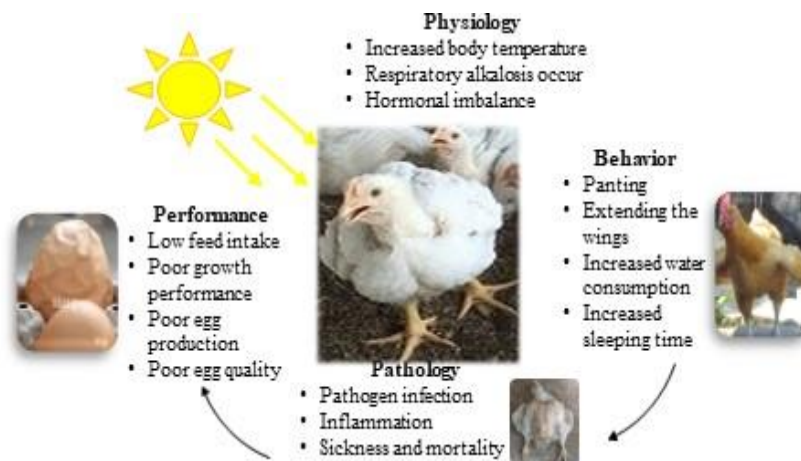 Physiology
• Increased body temperature
• Respiratory alkalosis occur
• Hormonal imbalance
Behavior
• Panting
• Extending the
wings
• Increased water
consumption
• Increased
sleeping time
Performance
• Low feed intake
• Poor growth
performance
• Poor egg
production
• Poor egg quality
Pathology
• Pathogen infection
• Inflammation
• Sickness and mortality